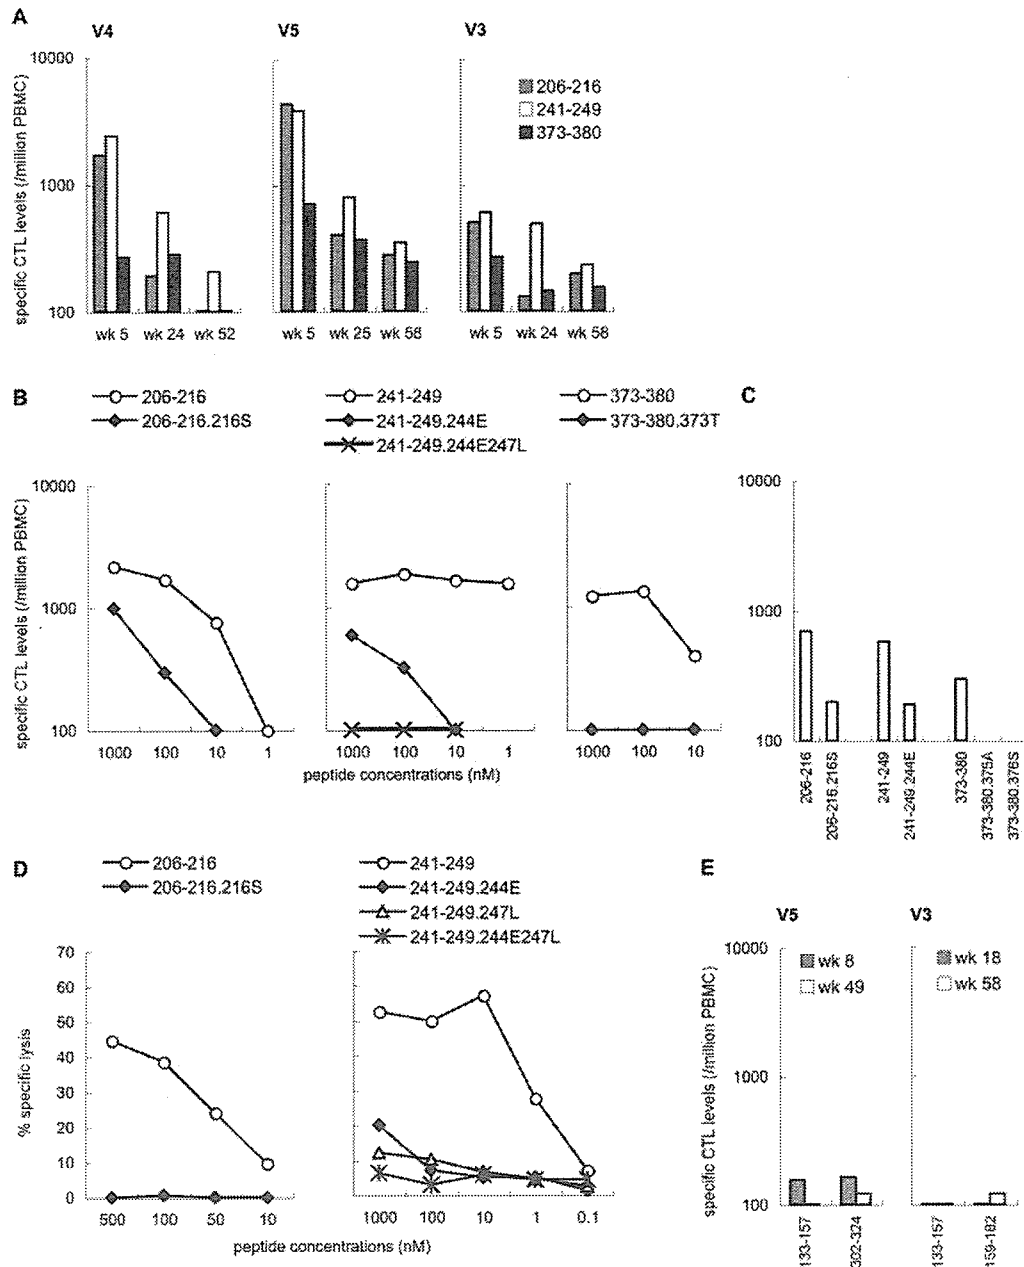 A
V4
V5
V3
specific CTL levels (/million PBMC)
10000
1000
100
206-216
241-249
373-380
wk 5 wk 24 wk 52
wk 5 wk 25 wk 58
wk 5 wk 24 wk 58
B
206-216
206-216.216S
241-249
241-249.244E
241-249.244E247L
373-380
373-380.373T
specific CTL levels (/million PBMC)
10000
1000
100
1000 100 10 1
1000 100 10 1
1000 100 10
peptide concentrations (nM)
C
10000
1000
100
206-216
206-216.216S
241-249
241-249.244E
373-380
373-380.375A
373-380.376S
D
206-216
206-216.216S
241-249
241-249.244E
241-249.247L
241-249.244E247L
% specific lysis
70
60
50
40
30
20
10
0
500 100 50 10
1000 100 10 1 0.1
peptide concentrations (nM)
E
V5
V3
specific CTL levels (/million PBMC)
10000
1000
100
wk 8
wk 49
wk 18
wk 58
133-157
302-324
133-157
159-182